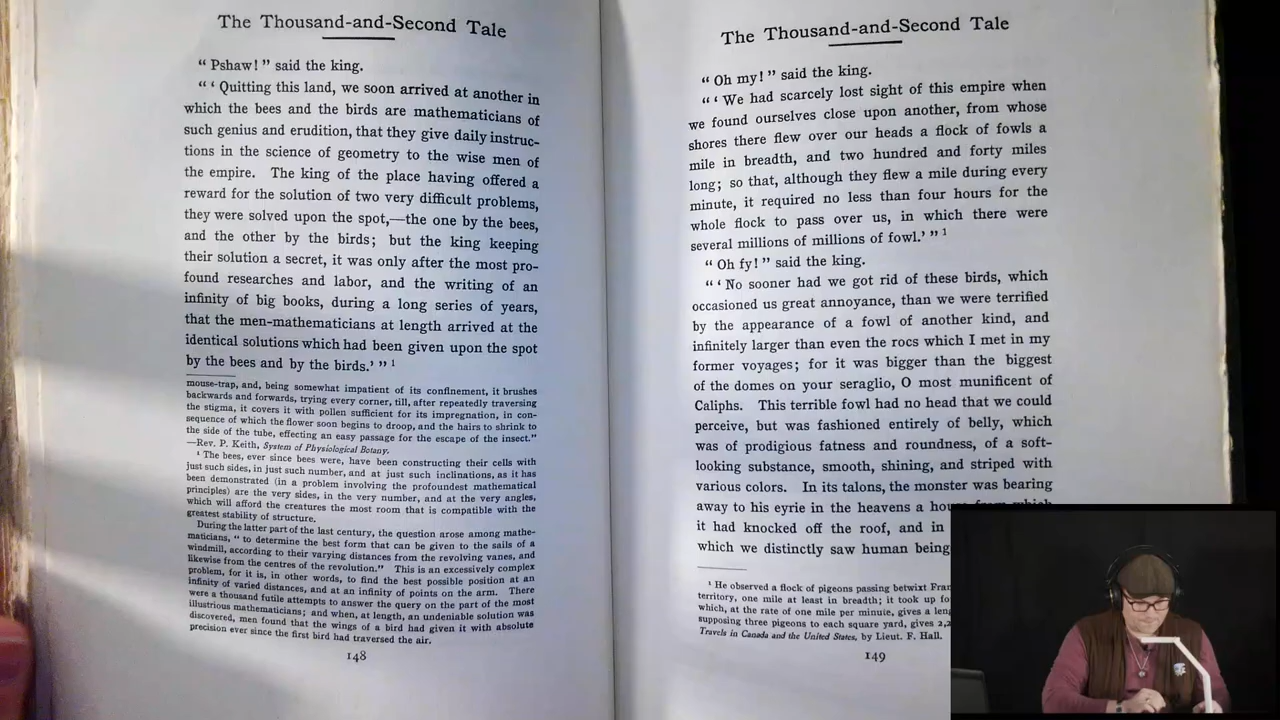 The Thousand-and-Second Tale
“ Pshaw! ” said the king.
“ ‘ Quitting this land, we soon arrived at another in
which the bees and the birds are mathematicians of
such genius and erudition, that they give daily instruc-
tions in the science of geometry to the wise men of
the empire. The king of the place having offered a
reward for the solution of two very difficult problems,
they were solved upon the spot,—the one by the bees,
and the other by the birds; but the king keeping
their solution a secret, it was only after the most pro-
found researches and labor, and the writing of an
infinity of big books, during a long series of years,
that the men-mathematicians at length arrived at the
identical solutions which had been given upon the spot
by the bees and by the birds.’ ” 1
mouse-trap, and, being somewhat impatient of its confinement, it brushes
backwards and forwards, trying every corner, till, after repeatedly traversing
the stigma, it covers it with pollen sufficient for its impregnation, in con-
sequence of which the flower soon begins to droop, and the hairs to shrink to
the side of the tube, effecting an easy passage for the escape of the insect.”
—Rev. P. Keith, System of Physiological Botany.
1 The bees, ever since bees were, have been constructing their cells with
just such sides, in just such number, and at just such inclinations, as it has
been demonstrated (in a problem involving the profoundest mathematical
principles) are the very sides, in the very number, and at the very angles,
which will afford the creatures the most room that is compatible with the
greatest stability of structure.
During the latter part of the last century, the question arose among mathe-
maticians, “ to determine the best form that can be given to the sails of a
windmill, according to their varying distances from the revolving vanes, and
likewise from the centres of the revolution.” This is an excessively complex
problem, for it is, in other words, to find the best possible position at an
infinity of varied distances, and at an infinity of points on the arm. There
were a thousand futile attempts to answer the query on the part of the most
illustrious mathematicians; and when, at length, an undeniable solution was
discovered, men found that the wings of a bird had given it with absolute
precision ever since the first bird had traversed the air.
148
The Thousand-and-Second Tale
“ Oh my! ” said the king.
“ ‘ We had scarcely lost sight of this empire when
we found ourselves close upon another, from whose
shores there flew over our heads a flock of fowls a
mile in breadth, and two hundred and forty miles
long; so that, although they flew a mile during every
minute, it required no less than four hours for the
whole flock to pass over us, in which there were
several millions of millions of fowl.’ ” 1
“ Oh fy! ” said the king.
“ ‘ No sooner had we got rid of these birds, which
occasioned us great annoyance, than we were terrified
by the appearance of a fowl of another kind, and
infinitely larger than even the rocs which I met in my
former voyages; for it was bigger than the biggest
of the domes on your seraglio, O most munificent of
Caliphs. This terrible fowl had no head that we could
perceive, but was fashioned entirely of belly, which
was of prodigious fatness and roundness, of a soft-
looking substance, smooth, shining, and striped with
various colors. In its talons, the monster was bearing
away to his eyrie in the heavens a house from which
it had knocked off the roof, and in
which we distinctly saw human being
1 He observed a flock of pigeons passing betwixt Fran
territory, one mile at least in breadth; it took up fo
which, at the rate of one mile per minute, gives a leng
supposing three pigeons to each square yard, gives 2,2
Travels in Canada and the United States, by Lieut. F. Hall.
149